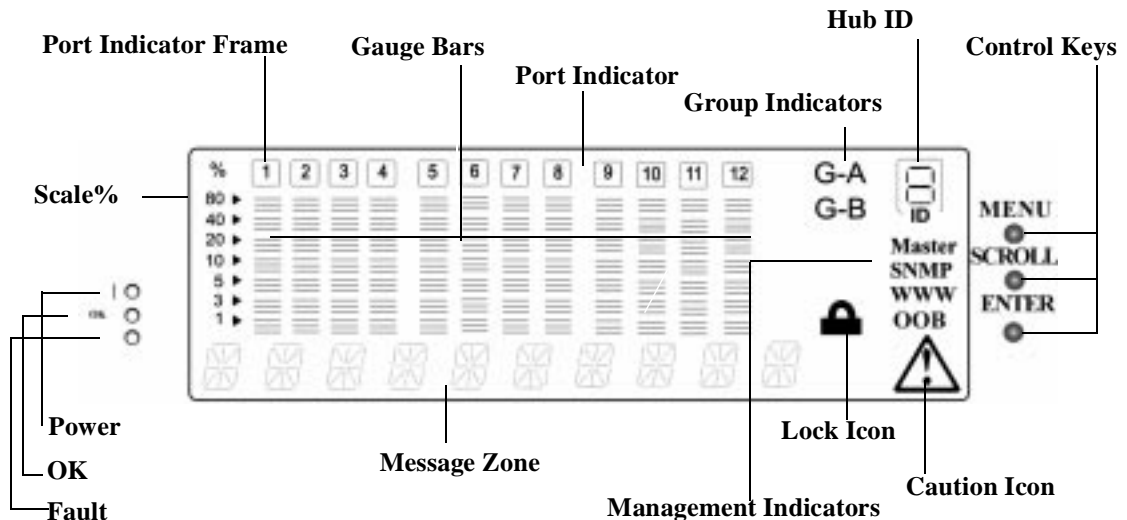 Hub ID
Port Indicator Frame
Gauge Bars
Control Keys
Port Indicator
Group Indicators
Scale%
% 1 2 3 4 5 6 7 8 9 10 11 12
80
40
20
10
5
3
1
G-A
G-B
ID
Master
SNMP
WWW
OOB
MENU
SCROLL
ENTER
OK
Power
OK
Fault
Message Zone
Lock Icon
Management Indicators
Caution Icon